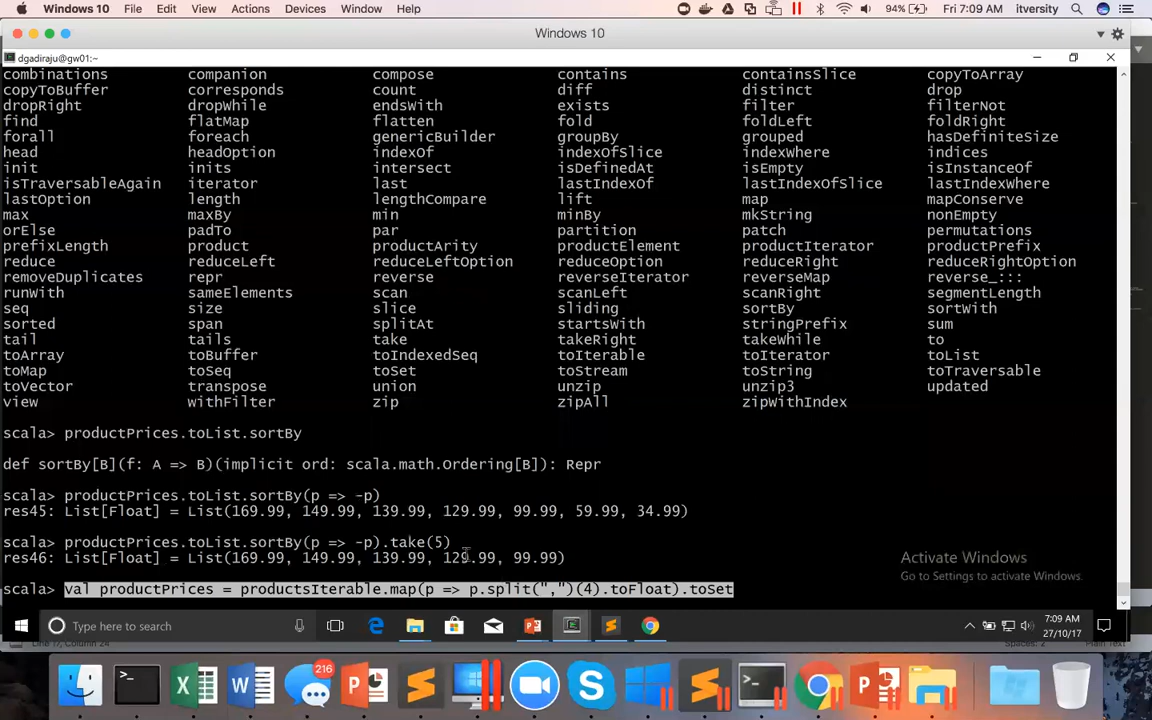 Windows 10 File Edit View Actions Devices Window Help 94% Fri 7:09 AM itversity
Windows 10
dgadiraju@gw01:~
combinations companion compose contains containsSlice copyToArray
copyToBuffer corresponds count diff distinct drop
dropRight dropWhile endsWith exists filter filterNot
find flatMap flatten fold foldLeft foldRight
forall foreach genericBuilder groupBy grouped hasDefiniteSize
head headOption indexOf indexOfSlice indexWhere indices
init inits intersect isDefinedAt isEmpty isInstanceOf
isTraversableAgain iterator last lastIndexOf lastIndexOfSlice lastIndexWhere
lastOption length lengthCompare lift map mapConserve
max maxBy min minBy mkString nonEmpty
orElse padTo par partition patch permutations
prefixLength product productArity productElement productIterator productPrefix
reduce reduceLeft reduceLeftOption reduceOption reduceRight reduceRightOption
removeDuplicates repr reverse reverseIterator reverseMap reverse_:::
runWith sameElements scan scanLeft scanRight segmentLength
seq size slice sliding sortBy sortWith
sorted span splitAt startsWith stringPrefix sum
tail tails take takeRight takeWhile to
toArray toBuffer toIndexedSeq toIterable toIterator toList
toMap toSeq toSet toStream toString toTraversable
toVector transpose union unzip unzip3 updated
view withFilter zip zipAll zipWithIndex
scala> productPrices.toList.sortBy
def sortBy[B](f: A => B)(implicit ord: scala.math.Ordering[B]): Repr
scala> productPrices.toList.sortBy(p => -p)
res45: List[Float] = List(169.99, 149.99, 139.99, 129.99, 99.99, 59.99, 34.99)
scala> productPrices.toList.sortBy(p => -p).take(5)
res46: List[Float] = List(169.99, 149.99, 139.99, 129.99, 99.99)
Activate Windows
Go to Settings to activate Windows.
scala> val productPrices = productsIterable.map(p => p.split(",")(4).toFloat).toSet
Type here to search
7:09 AM
27/10/17
Line 17, Column 24 Spaces: 2 Plain Text
216